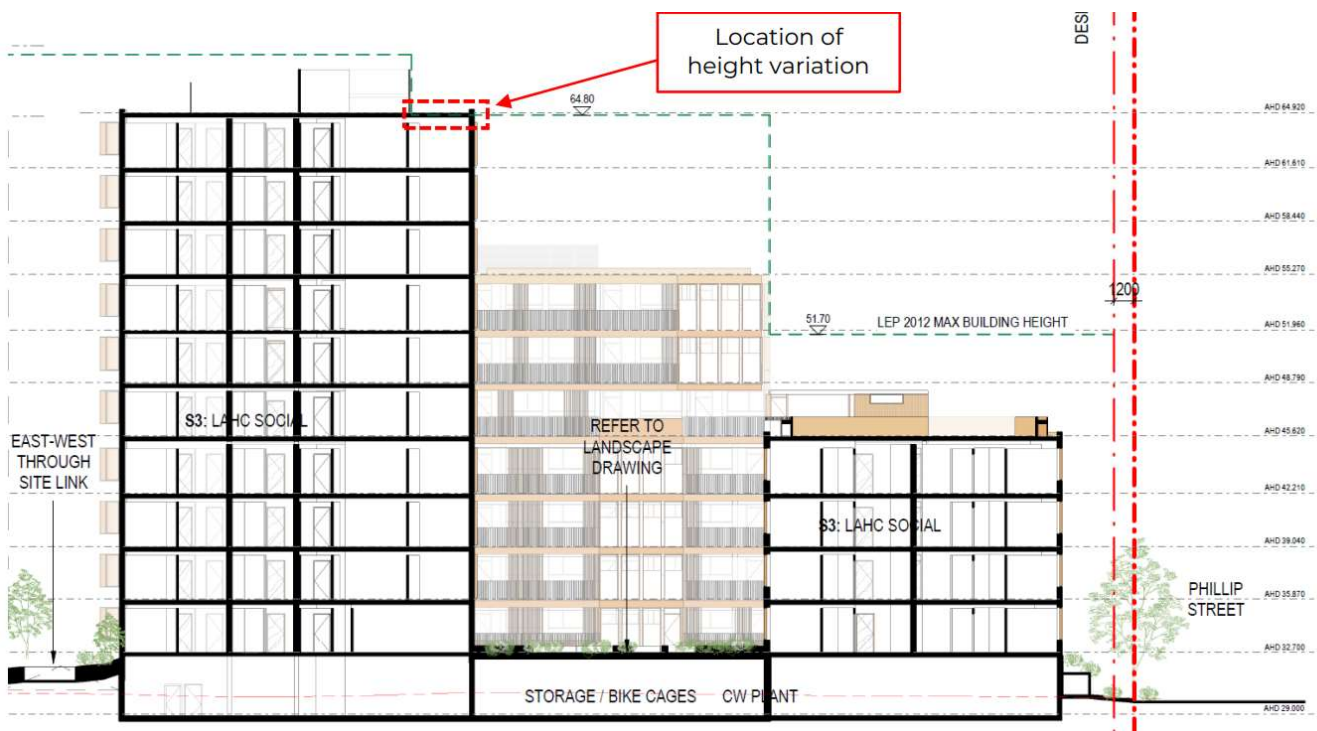 Location of
height variation
DESI
64.80
AHD 64.920
AHD 61.610
AHD 58.440
AHD 55.270
1200
51.70
LEP 2012 MAX BUILDING HEIGHT
AHD 51.960
AHD 48.790
S3: LAHC SOCIAL
REFER TO
LANDSCAPE
DRAWING
EAST-WEST
THROUGH
SITE LINK
AHD 45.620
AHD 42.210
S3: LAHC SOCIAL
AHD 39.040
AHD 35.870
PHILLIP
STREET
AHD 32.700
STORAGE / BIKE CAGES CW PLANT
AHD 29.000